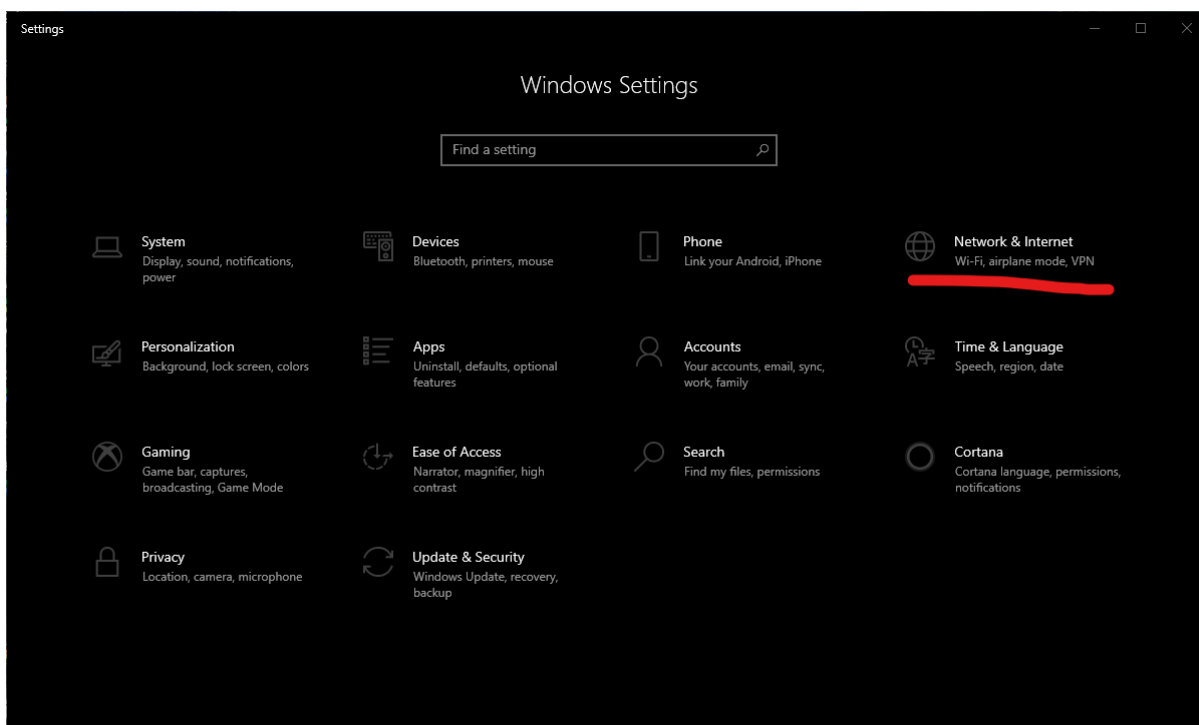 Settings
Windows Settings
Find a setting
System
Display, sound, notifications,
power
Devices
Bluetooth, printers, mouse
Phone
Link your Android, iPhone
Network & Internet
Wi-Fi, airplane mode, VPN
Personalization
Background, lock screen, colors
Apps
Uninstall, defaults, optional
features
Accounts
Your accounts, email, sync,
work, family
Time & Language
Speech, region, date
Gaming
Game bar, captures,
broadcasting, Game Mode
Ease of Access
Narrator, magnifier, high
contrast
Search
Find my files, permissions
Cortana
Cortana language, permissions,
notifications
Privacy
Location, camera, microphone
Update & Security
Windows Update, recovery,
backup